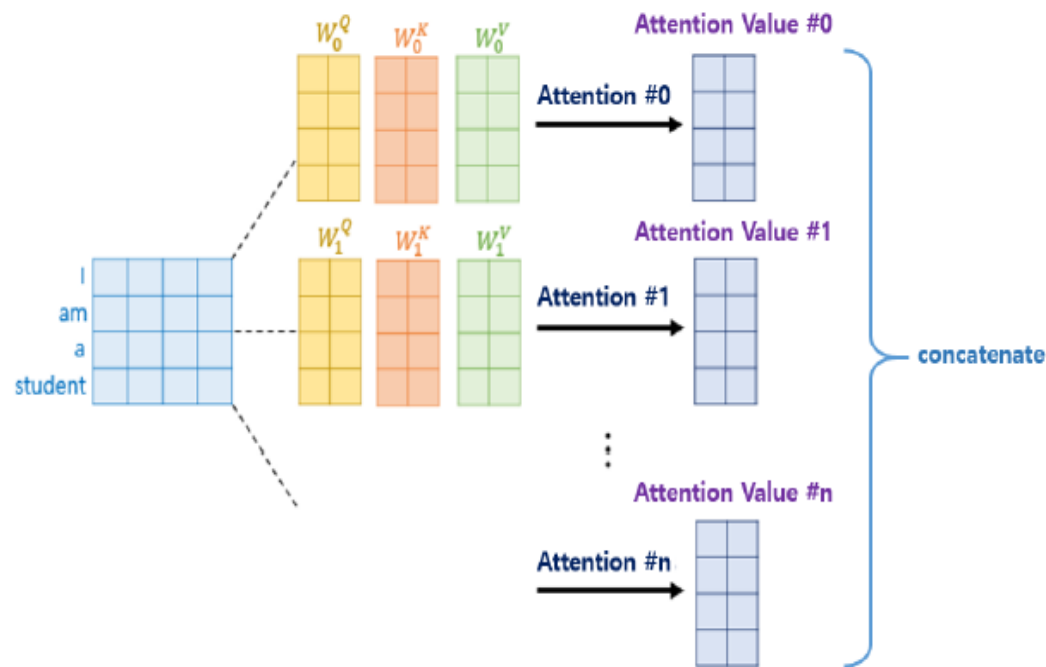 W_0^Q W_0^K W_0^V
Attention Value #0
Attention #0
W_1^Q W_1^K W_1^V
Attention Value #1
Attention #1
I
am
a
student
concatenate
Attention Value #n
Attention #n